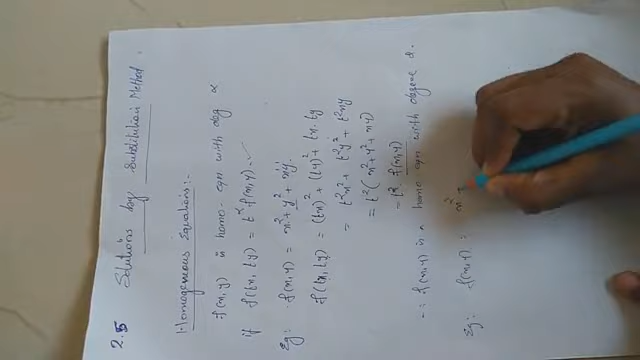 2.5 Solutions by Substitution Method:
Homogeneous Equations:-
f(x,y) is homo. eqn with deg α
if f(tx, ty) = t^α f(x,y) ✓
Eg: f(x,y) = x² + y² + xy.
f(tx, ty) = (tx)² + (ty)² + tx.ty
= t²x² + t²y² + t²xy
= t² (x² + y² + xy)
= t² f(x,y)
∴ f(x,y) is a homo eqn with degree 2.
Eg: f(x,y) = x²